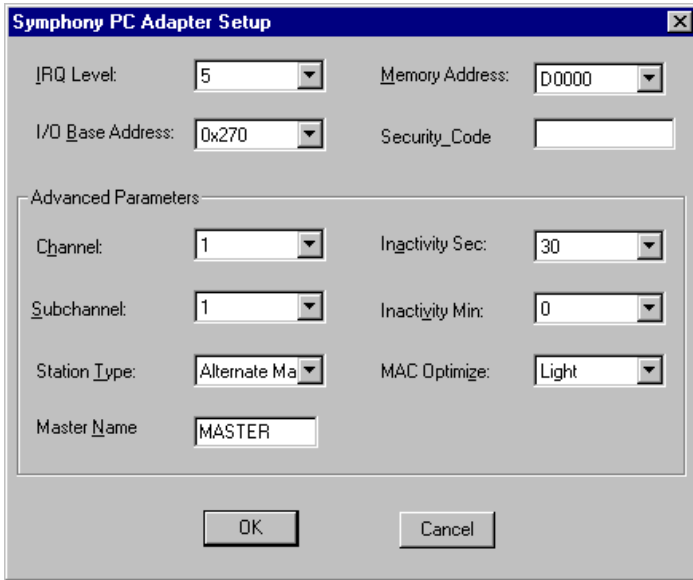 Symphony PC Adapter Setup
IRQ Level: 5 Memory Address: D0000
I/O Base Address: 0x270 Security_Code
Advanced Parameters
Channel: 1 Inactivity Sec: 30
Subchannel: 1 Inactivity Min: 0
Station Type: Alternate Ma MAC Optimize: Light
Master Name MASTER
OK Cancel